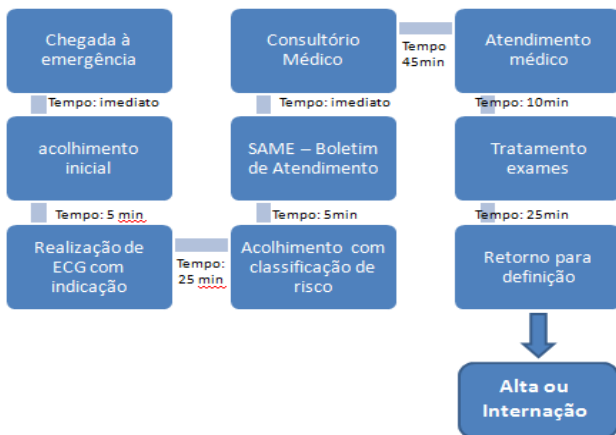 Chegada à
emergência
Tempo: imediato
acolhimento
inicial
Tempo: 5 min
Realização de
ECG com
indicação
Tempo:
25 min
Acolhimento com
classificação de
risco
Tempo: 5min
SAME – Boletim
de Atendimento
Tempo: imediato
Consultório
Médico
Tempo
45min
Atendimento
médico
Tempo: 10min
Tratamento
exames
Tempo: 25min
Retorno para
definição
Alta ou
Internação